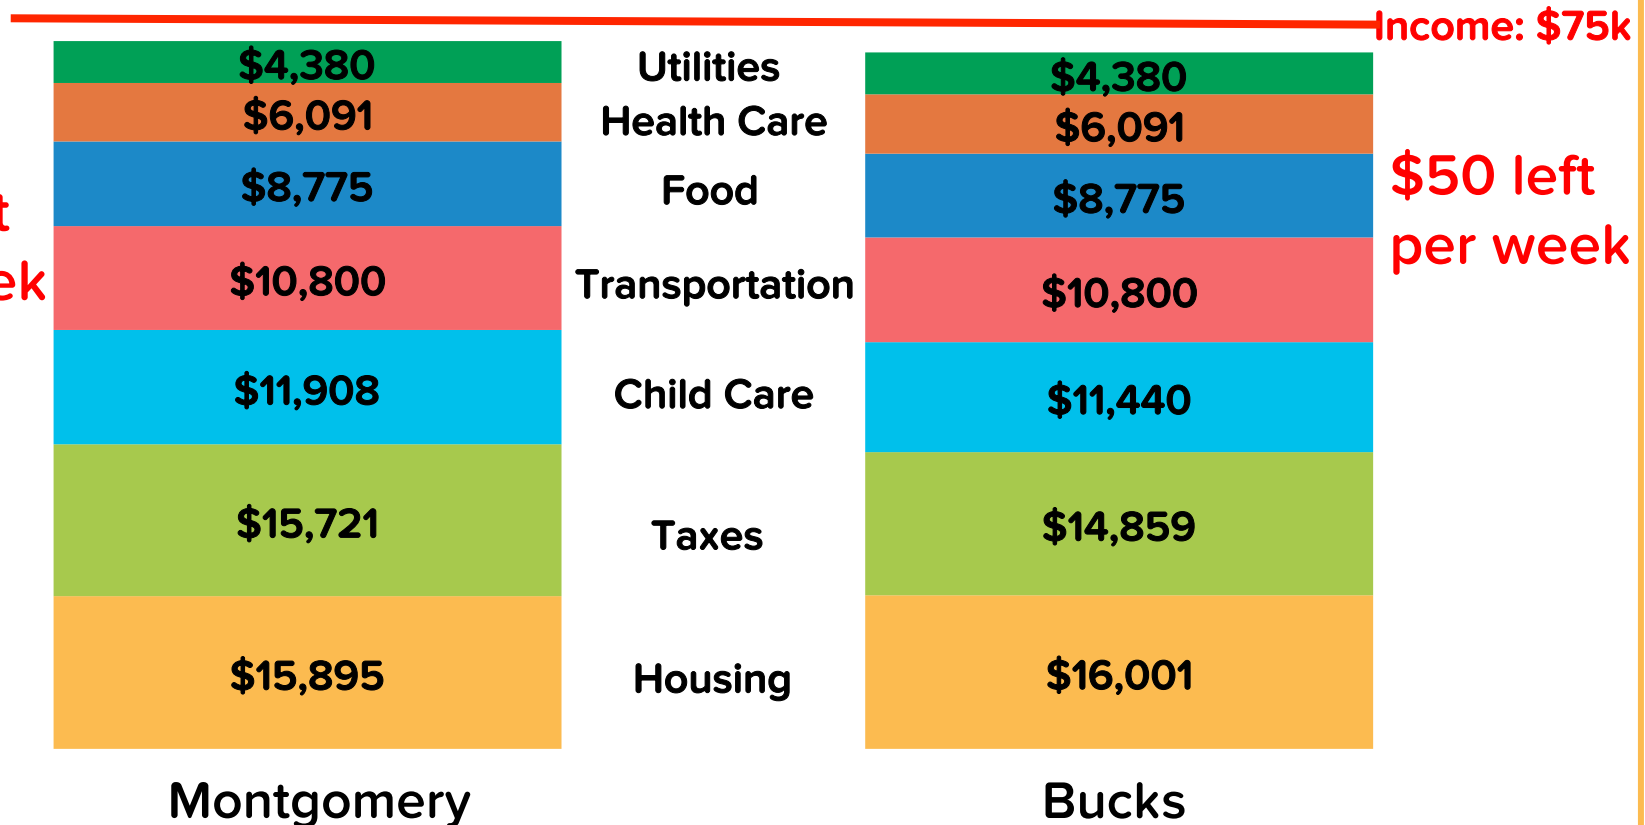 Income: $75k
$4,380
Utilities
$4,380
$6,091
Health Care
$6,091
$8,775
Food
$8,775
$50 left
per week
t
ek
$10,800
Transportation
$10,800
$11,908
Child Care
$11,440
$15,721
Taxes
$14,859
$15,895
Housing
$16,001
Montgomery
Bucks